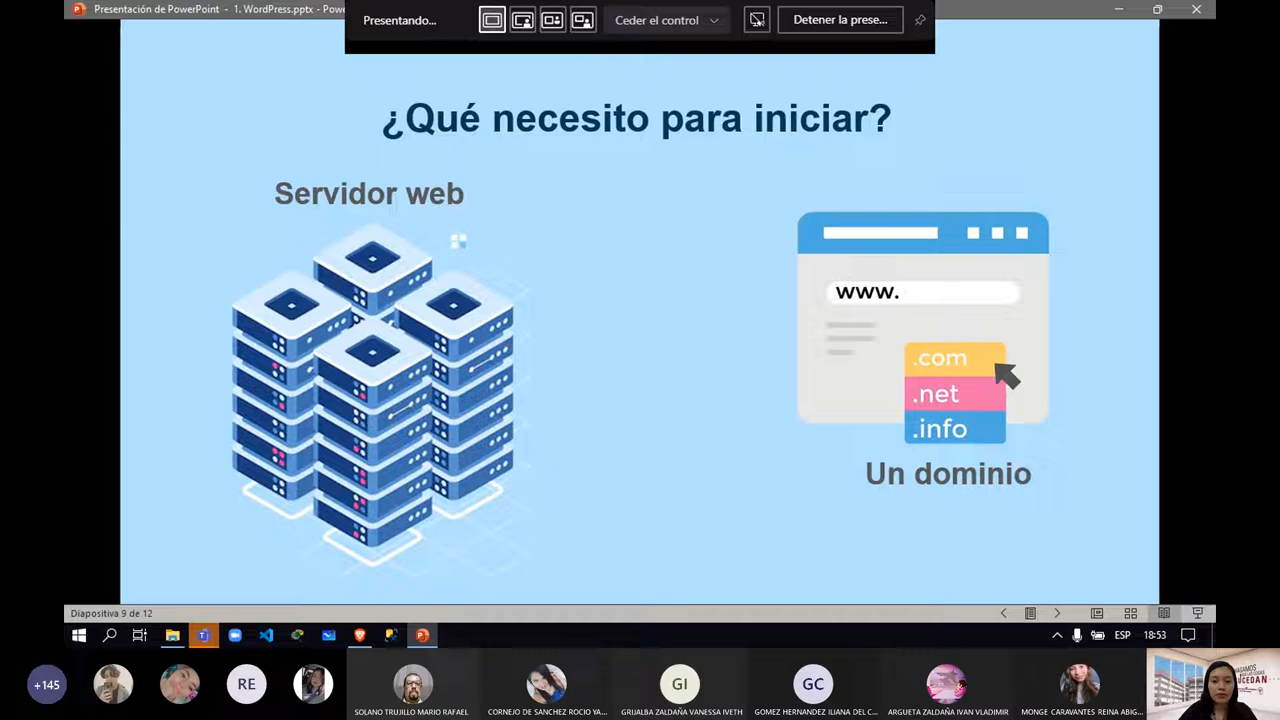 Presentación de PowerPoint - 1. WordPress.pptx - Pow
Presentando...
Ceder el control
Detener la prese...
¿Qué necesito para iniciar?
Servidor web
www.
.com
.net
.info
Un dominio
Diapositiva 9 de 12
ESP
18:53
+145
RE
GI
GC
SOLANO TRUJILLO MARIO RAFAEL
CORNEJO DE SANCHEZ ROCIO YA...
GRIJALBA ZALDAÑA VANESSA IVETH
GOMEZ HERNANDEZ ILIANA DEL C...
ARGUETA ZALDAÑA IVAN VLADIMIR
MONGE CARAVANTES REINA ABIG...
HAGAMOS